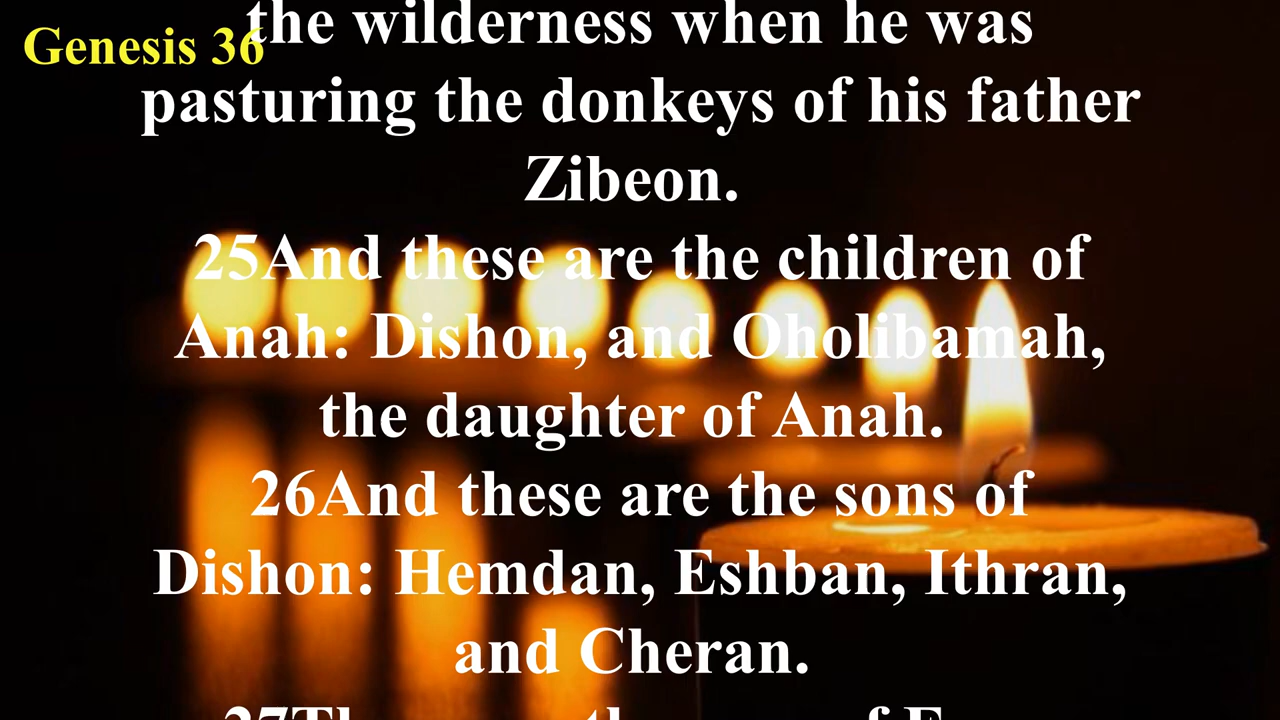 Genesis 36
the wilderness when he was
pasturing the donkeys of his father
Zibeon.
25And these are the children of
Anah: Dishon, and Oholibamah,
the daughter of Anah.
26And these are the sons of
Dishon: Hemdan, Eshban, Ithran,
and Cheran.